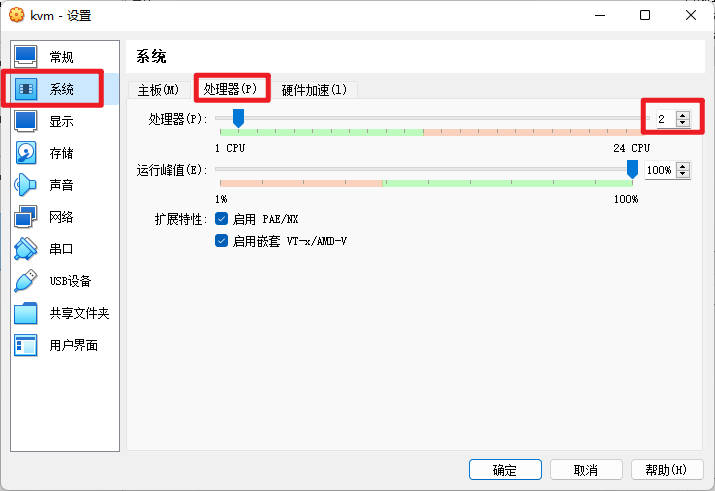 kvm - 设置
常规
系统
显示
存储
声音
网络
串口
USB设备
共享文件夹
用户界面
系统
主板(M) 处理器(P) 硬件加速(l)
处理器(P): 2
1 CPU 24 CPU
运行峰值(E): 100%
1% 100%
扩展特性: 启用 PAE/NX
启用嵌套 VT-x/AMD-V
确定 取消 帮助(H)